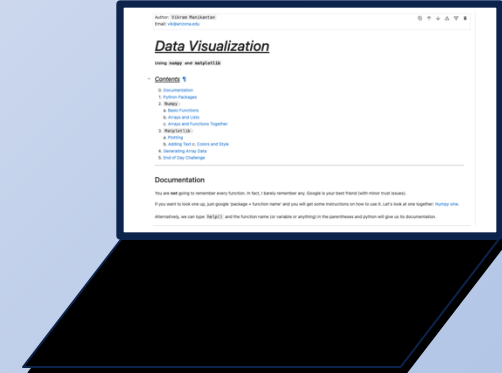 Author: Vikram Manikantan
Email: vik@arizona.edu
Data Visualization
Using numpy and matplotlib
Contents ¶
0. Documentation
1. Python Packages
2. Numpy
a. Basic Functions
b. Arrays and Lists
c. Arrays and Functions Together
3. Matplotlib
a. Plotting
b. Adding Text
c. Colors and Style
4. Generating Array Data
5. End of Day Challenge
Documentation
You are not going to remember every function. In fact, I barely remember any. Google is your best friend (with minor trust issues).
If you want to look one up, just google 'package + function name' and you will get some instructions on how to use it. Let's look at one together: Numpy sine.
Alternatively, we can type help() and the function name (or variable or anything) in the parentheses and python will give us its documentation.